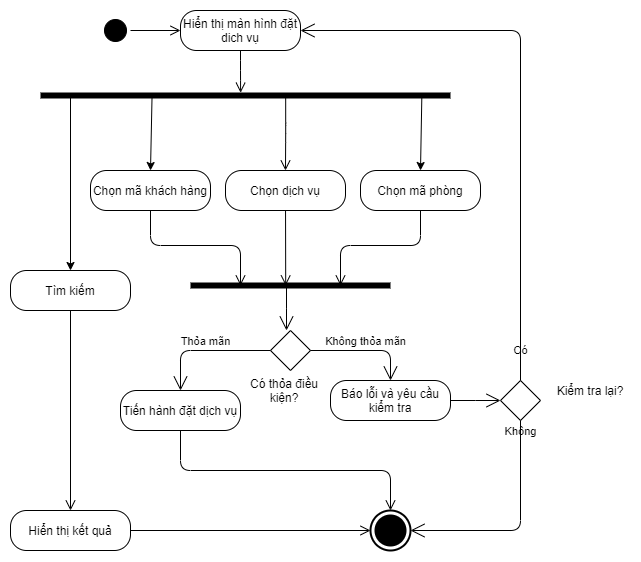 Hiển thị màn hình đặt
dich vụ
Chọn mã khách hàng
Chọn dịch vụ
Chọn mã phòng
Tìm kiếm
Thỏa mãn
Không thỏa mãn
Có
Có thỏa điều
kiện?
Báo lỗi và yêu cầu
kiểm tra
Kiểm tra lại?
Tiến hành đặt dịch vụ
Không
Hiển thị kết quả